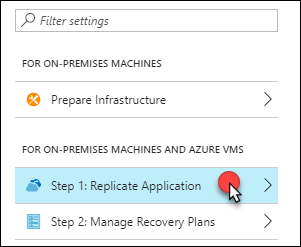 Filter settings
FOR ON-PREMISES MACHINES
Prepare Infrastructure
FOR ON-PREMISES MACHINES AND AZURE VMS
Step 1: Replicate Application
Step 2: Manage Recovery Plans